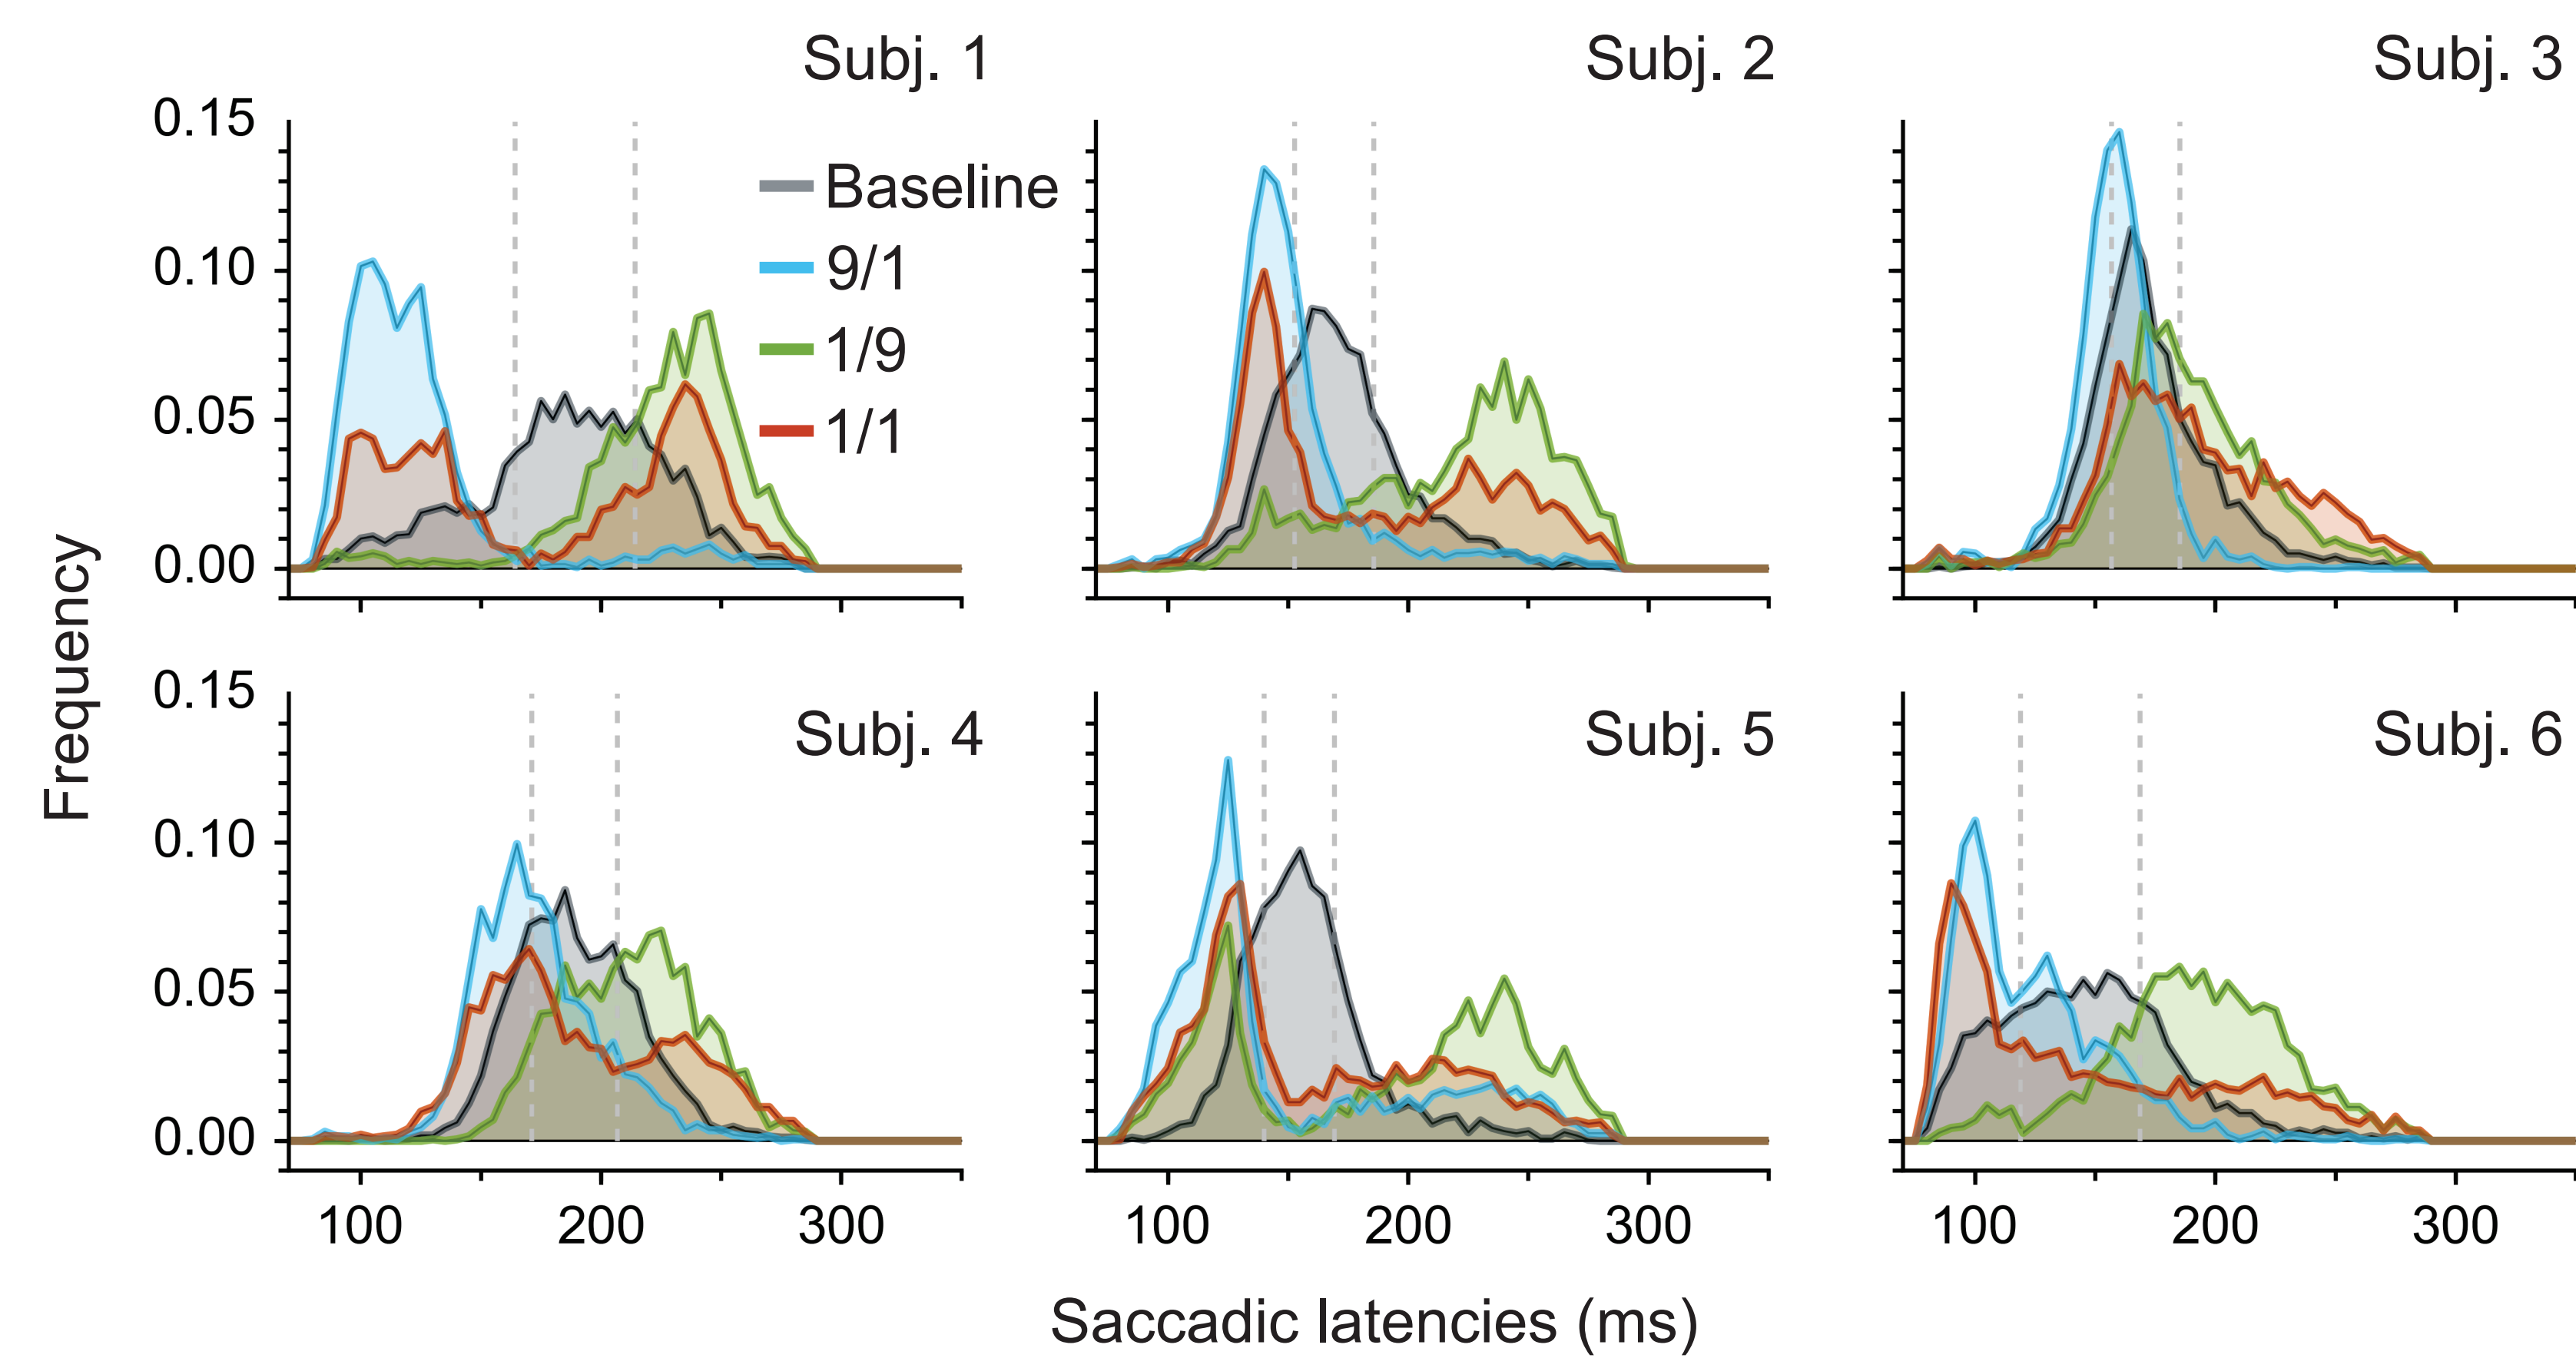 Subj. 1
Subj. 2
Subj. 3
0.15
0.10
0.05
0.00
Baseline
9/1
1/9
1/1
Frequency
Subj. 4
Subj. 5
Subj. 6
0.15
0.10
0.05
0.00
100 200 300
100 200 300
100 200 300
Saccadic latencies (ms)